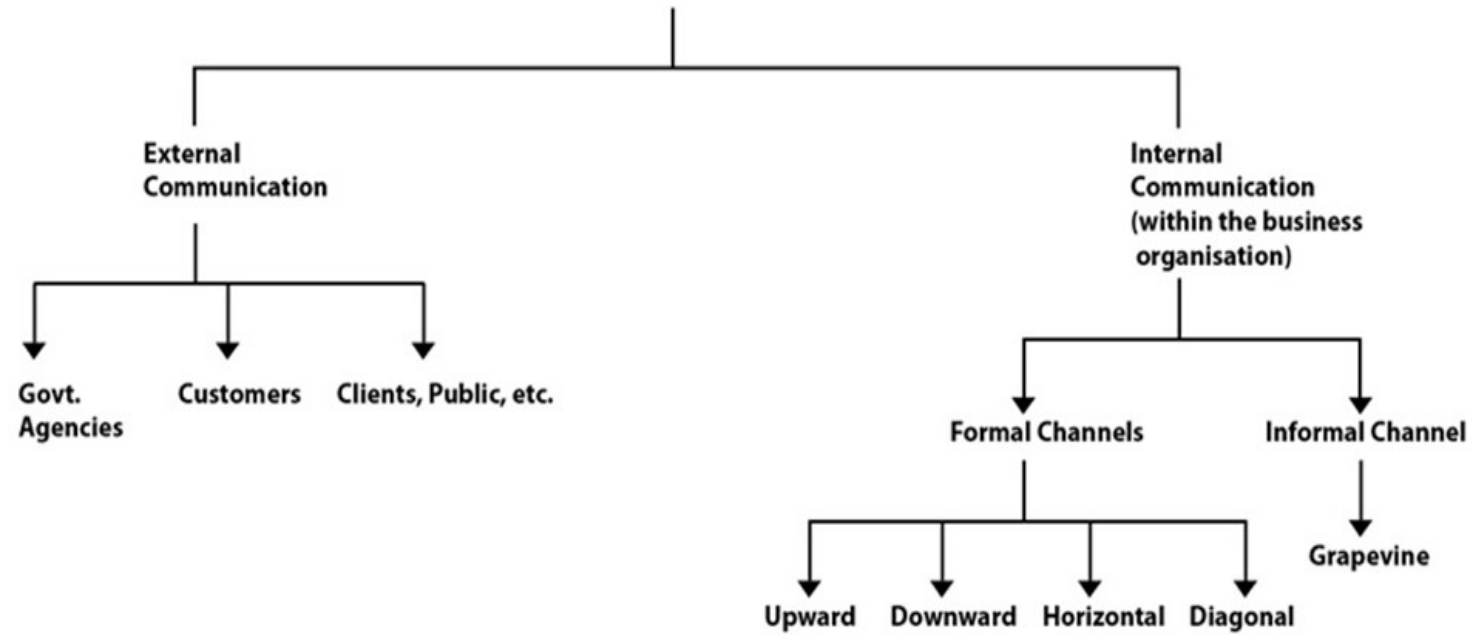 External
Communication
Internal
Communication
(within the business
organisation)
Govt.
Agencies
Customers
Clients, Public, etc.
Formal Channels
Informal Channel
Grapevine
Upward
Downward
Horizontal
Diagonal